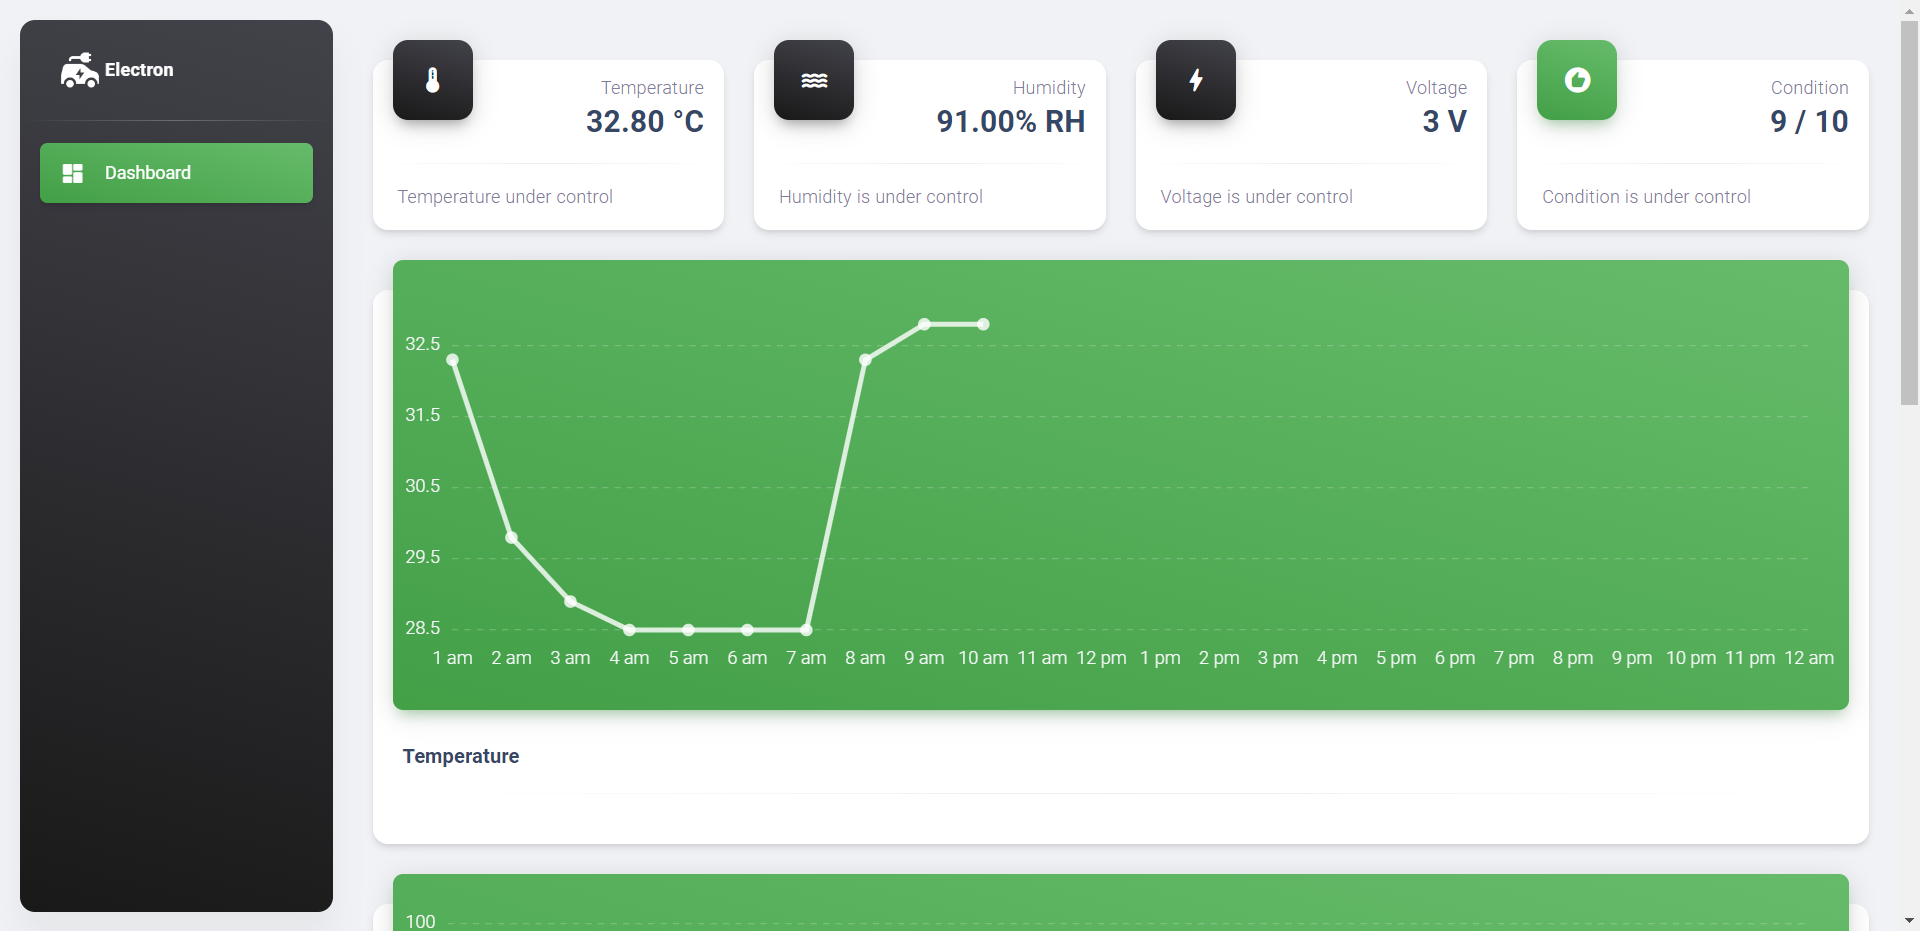 Electron
Dashboard
Temperature
32.80 °C
Temperature under control
Humidity
91.00% RH
Humidity is under control
Voltage
3 V
Voltage is under control
Condition
9 / 10
Condition is under control
32.5
31.5
30.5
29.5
28.5
1 am 2 am 3 am 4 am 5 am 6 am 7 am 8 am 9 am 10 am 11 am 12 pm 1 pm 2 pm 3 pm 4 pm 5 pm 6 pm 7 pm 8 pm 9 pm 10 pm 11 pm 12 am
Temperature
100